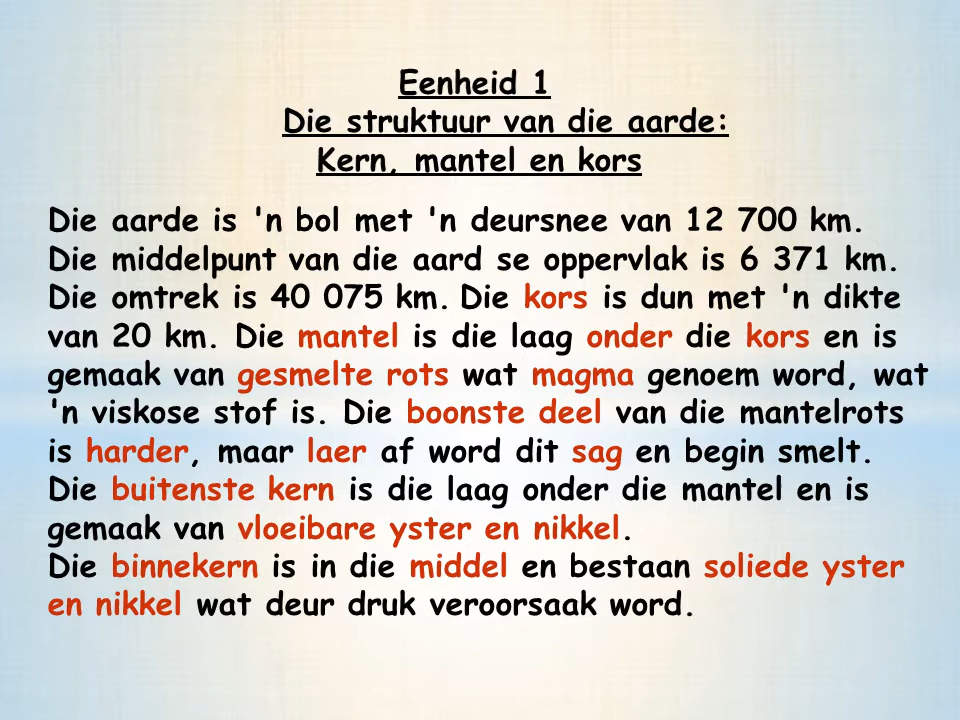 Eenheid 1
Die struktuur van die aarde:
Kern, mantel en kors
Die aarde is 'n bol met 'n deursnee van 12 700 km.
Die middelpunt van die aard se oppervlak is 6 371 km.
Die omtrek is 40 075 km. Die kors is dun met 'n dikte
van 20 km. Die mantel is die laag onder die kors en is
gemaak van gesmelte rots wat magma genoem word, wat
'n viskose stof is. Die boonste deel van die mantelrots
is harder, maar laer af word dit sag en begin smelt.
Die buitenste kern is die laag onder die mantel en is
gemaak van vloeibare yster en nikkel.
Die binnekern is in die middel en bestaan soliede yster
en nikkel wat deur druk veroorsaak word.